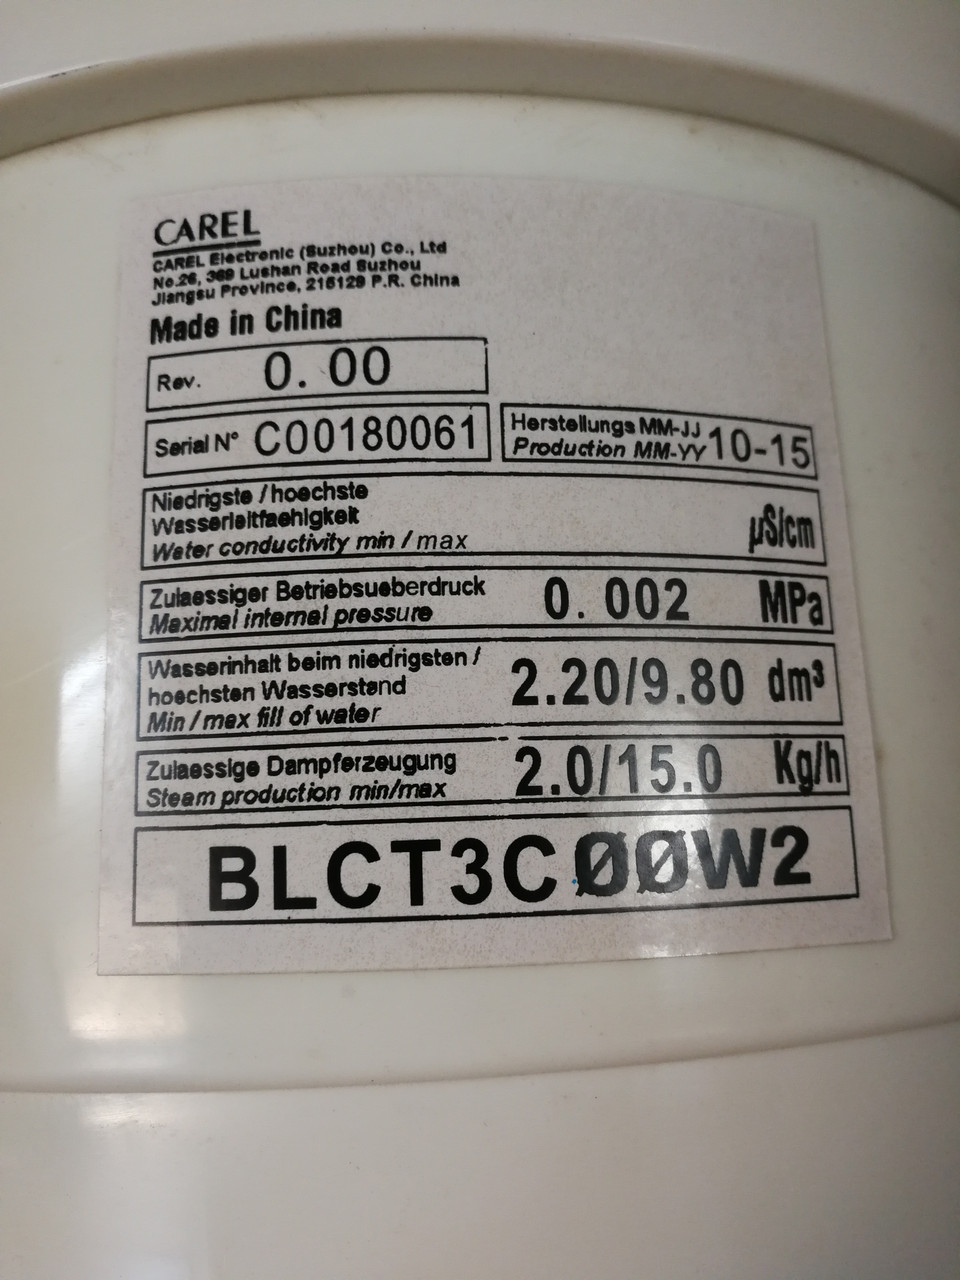 CAREL
CAREL Electronic (Suzhou) Co., Ltd
No.26, 369 Lushan Road Suzhou
Jiangsu Province, 215129 P.R. China
Made in China
Rev. 0.00
Serial N° C00180061
Herstellungs MM-JJ
Production MM-YY 10-15
Niedrigste / hoechste
Wasserleitfaehigkeit
Water conductivity min / max µS/cm
Zulaessiger Betriebsueberdruck
Maximal internal pressure 0.002 MPa
Wasserinhalt beim niedrigsten /
hoechsten Wasserstand
Min / max fill of water 2.20/9.80 dm³
Zulaessige Dampferzeugung
Steam production min/max 2.0/15.0 Kg/h
BLCT3C00W2